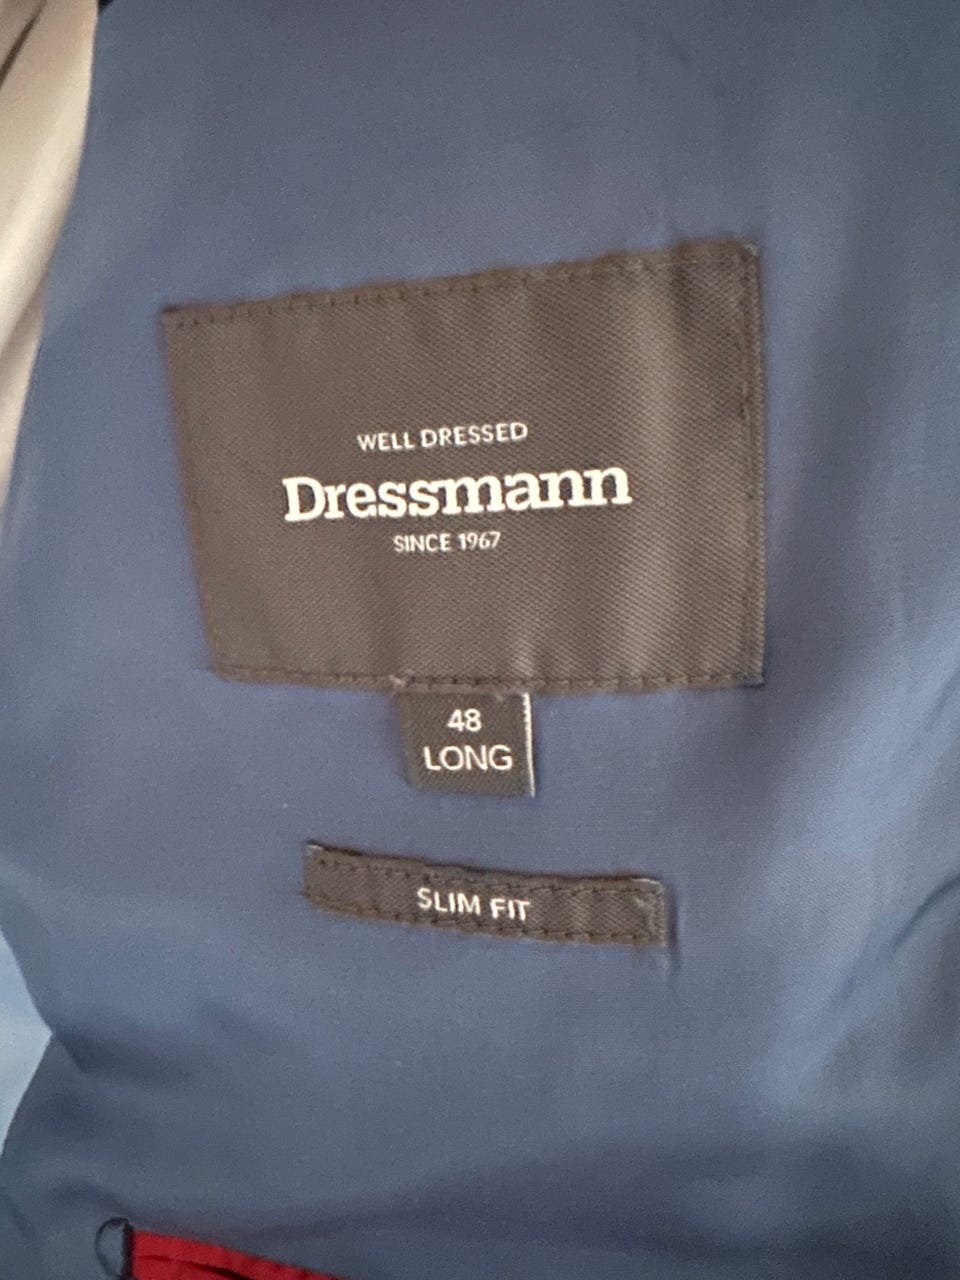 WELL DRESSED
Dressmann
SINCE 1967
48
LONG
SLIM FIT